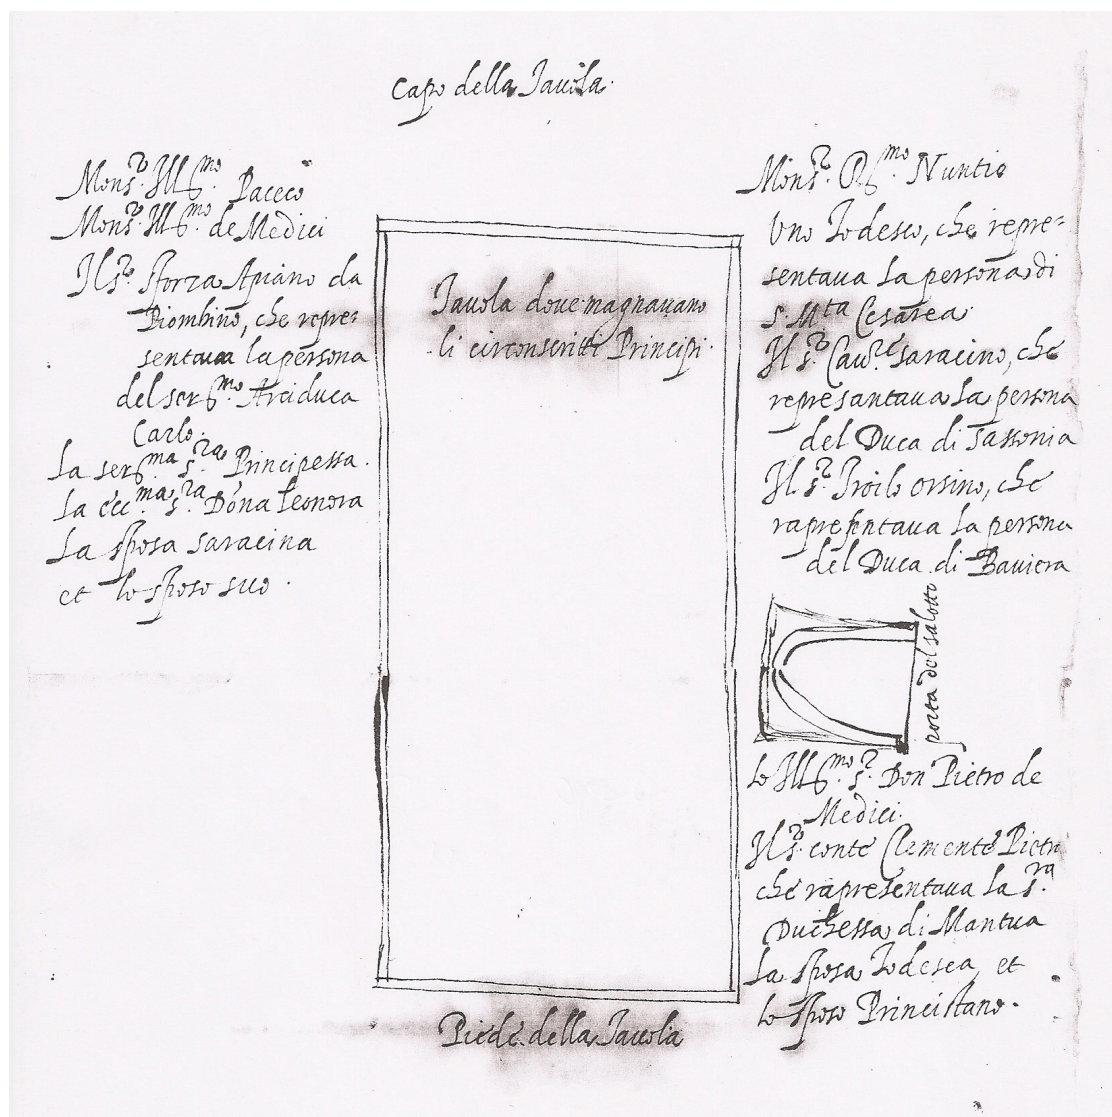 Capo della Tavola.
Mons.r Ill.mo Paceco
Mons.r Ill.mo de Medici
Il s.r Sforza Apiano da
Piombino, che repre-
sentava la persona
del ser.mo Arciduca
Carlo.
La ser.ma s.ra Principessa.
La ecc.ma s.ra Dona Leonora
La sposa saracina
et lo sposo suo.
Tavola dove magnavano
li circonscritti Principi.
Mons.r R.mo Nuntio
Uno Todesco, che repre-
sentava la persona di
S. M.ta Cesarea.
Il s.r Cav.re saracino, che
represantava la persona
del Duca di Sassonia
Il s.r Troilo orsino, che
rapresentava la persona
del Duca di Baviera
porta del salotto
lo Ill.mo s.r Don Pietro de
Medici.
Il s.r conte Clemente Pietra
che rapresentava la s.ra
Duchessa di Mantua
La sposa Todesca, et
lo sposo
Piede della Tavola